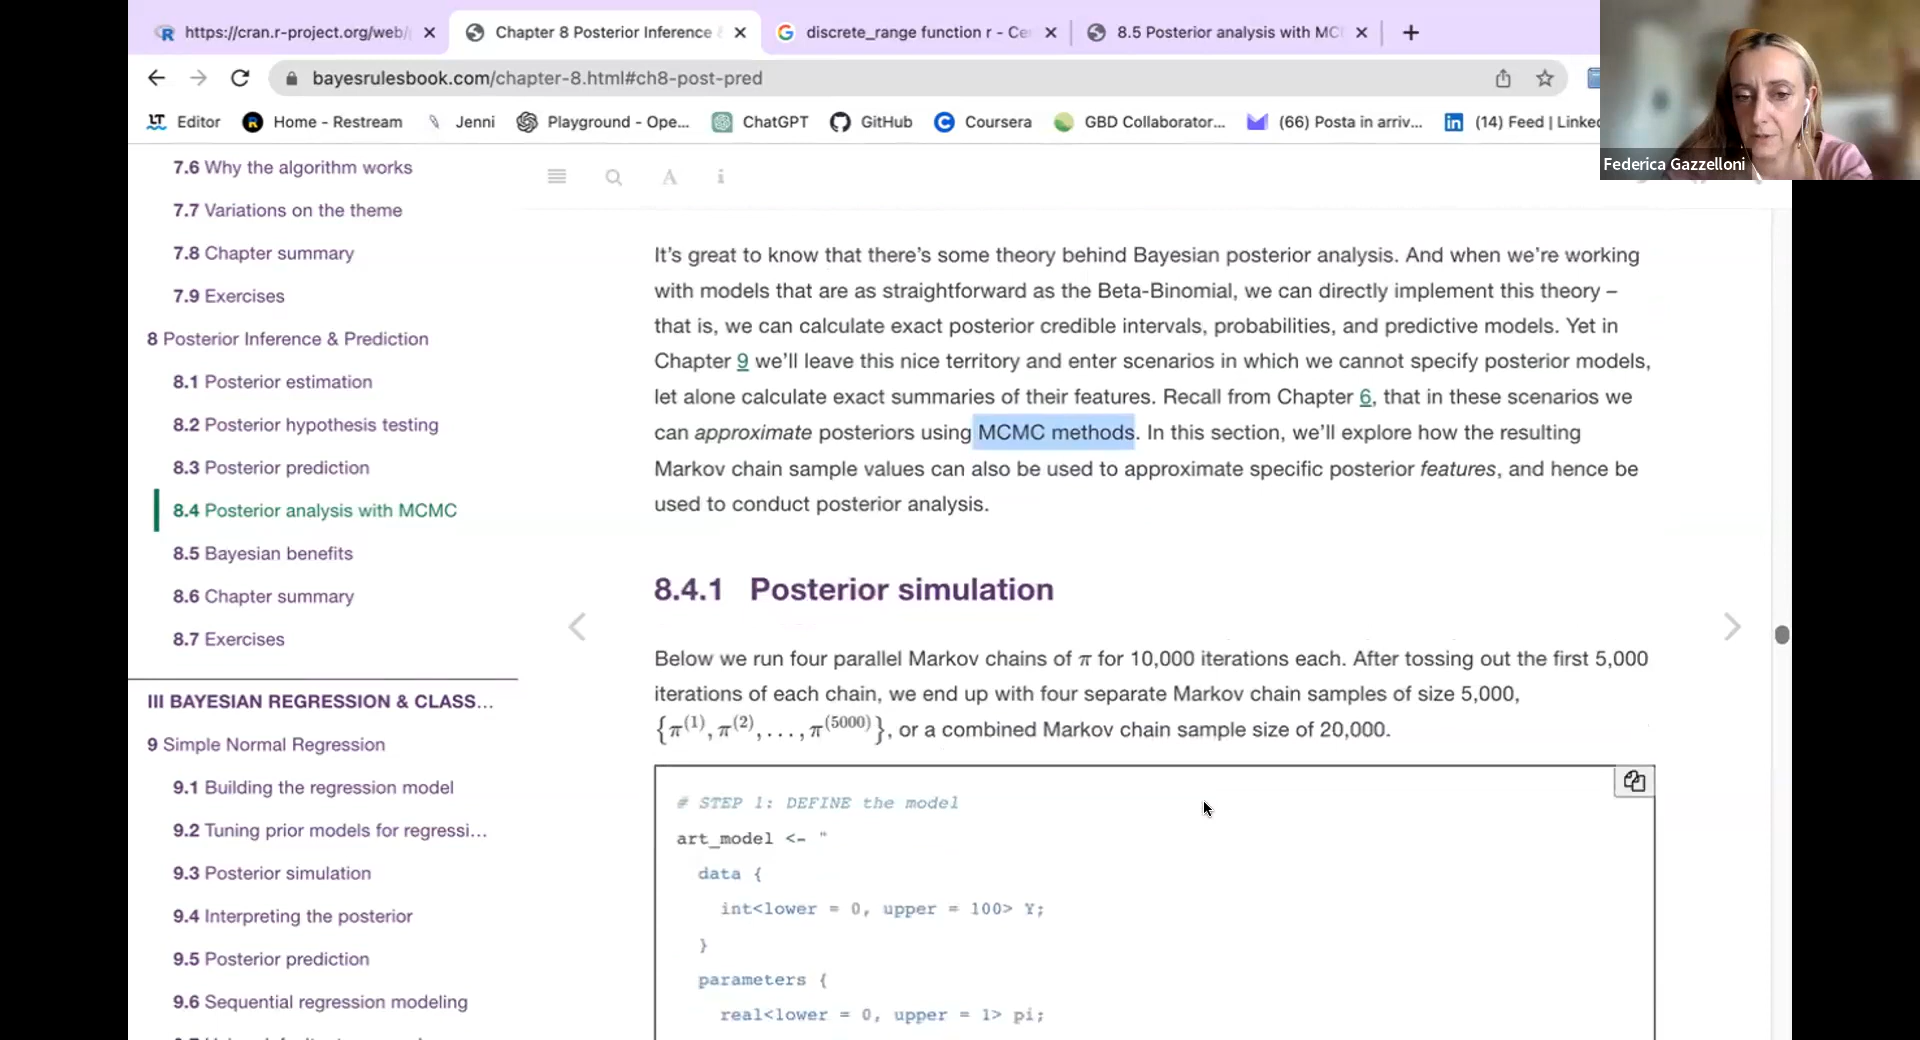 https://cran.r-project.org/web/
Chapter 8 Posterior Inference
discrete_range function r - Ce
8.5 Posterior analysis with MC
bayesrulesbook.com/chapter-8.html#ch8-post-pred
LT Editor
Home - Restream
Jenni
Playground - Ope...
ChatGPT
GitHub
Coursera
GBD Collaborator...
(66) Posta in arriv...
(14) Feed | Linke
Federica Gazzelloni
7.6 Why the algorithm works
7.7 Variations on the theme
7.8 Chapter summary
7.9 Exercises
8 Posterior Inference & Prediction
8.1 Posterior estimation
8.2 Posterior hypothesis testing
8.3 Posterior prediction
8.4 Posterior analysis with MCMC
8.5 Bayesian benefits
8.6 Chapter summary
8.7 Exercises
III BAYESIAN REGRESSION & CLASS...
9 Simple Normal Regression
9.1 Building the regression model
9.2 Tuning prior models for regressi...
9.3 Posterior simulation
9.4 Interpreting the posterior
9.5 Posterior prediction
9.6 Sequential regression modeling
It's great to know that there's some theory behind Bayesian posterior analysis. And when we're working
with models that are as straightforward as the Beta-Binomial, we can directly implement this theory –
that is, we can calculate exact posterior credible intervals, probabilities, and predictive models. Yet in
Chapter 9 we'll leave this nice territory and enter scenarios in which we cannot specify posterior models,
let alone calculate exact summaries of their features. Recall from Chapter 6, that in these scenarios we
can approximate posteriors using MCMC methods. In this section, we'll explore how the resulting
Markov chain sample values can also be used to approximate specific posterior features, and hence be
used to conduct posterior analysis.
8.4.1 Posterior simulation
Below we run four parallel Markov chains of π for 10,000 iterations each. After tossing out the first 5,000
iterations of each chain, we end up with four separate Markov chain samples of size 5,000,
{π(1), π(2), . . . , π(5000)}, or a combined Markov chain sample size of 20,000.
# STEP 1: DEFINE the model
art_model <- "
data {
int<lower = 0, upper = 100> Y;
}
parameters {
real<lower = 0, upper = 1> pi;